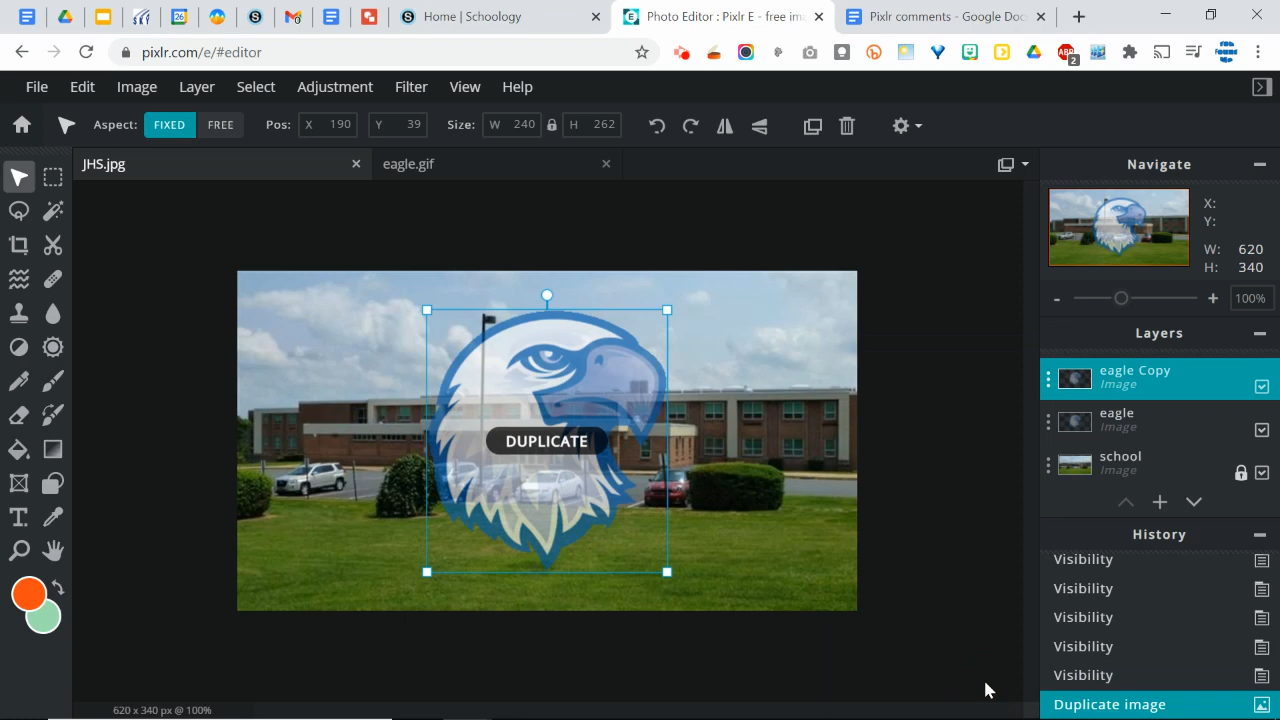 Home | Schoology
Photo Editor : Pixlr E - free ima
Pixlr comments - Google Doc
pixlr.com/e/#editor
ABP
2
File Edit Image Layer Select Adjustment Filter View Help
Aspect: FIXED FREE Pos: X 190 Y 39 Size: W 240 H 262
JHS.jpg
eagle.gif
Navigate
X:
Y:
W: 620
H: 340
- + 100%
Layers
eagle Copy
Image
eagle
Image
school
Image
DUPLICATE
History
Visibility
Visibility
Visibility
Visibility
Visibility
Duplicate image
620 x 340 px @ 100%